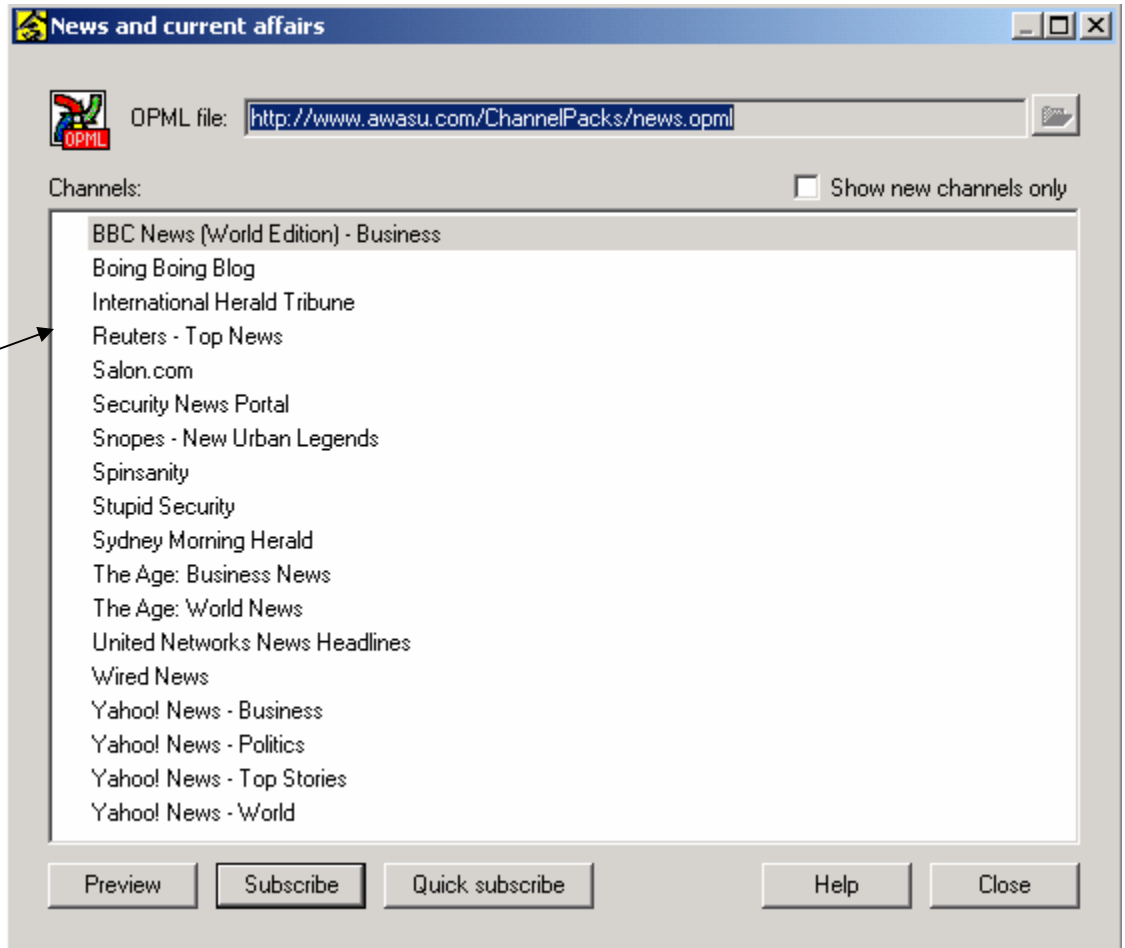 News and current affairs
OPML
OPML file: http://www.awasu.com/ChannelPacks/news.opml
Channels:
Show new channels only
BBC News (World Edition) - Business
Boing Boing Blog
International Herald Tribune
Reuters - Top News
Salon.com
Security News Portal
Snopes - New Urban Legends
Spinsanity
Stupid Security
Sydney Morning Herald
The Age: Business News
The Age: World News
United Networks News Headlines
Wired News
Yahoo! News - Business
Yahoo! News - Politics
Yahoo! News - Top Stories
Yahoo! News - World
Preview Subscribe Quick subscribe Help Close